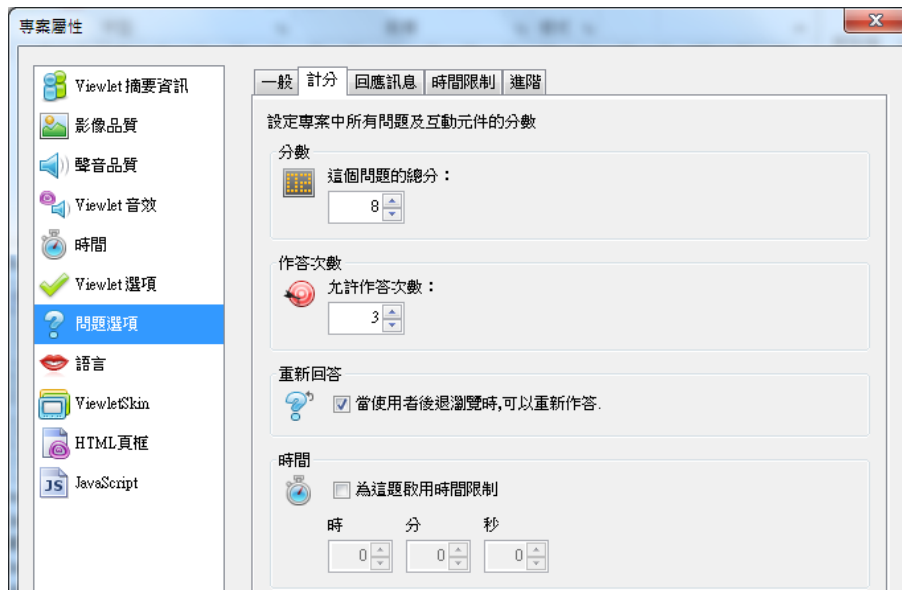 專案屬性
Viewlet 摘要資訊
影像品質
聲音品質
Viewlet 音效
時間
Viewlet 選項
問題選項
語言
ViewletSkin
HTML頁框
JS JavaScript
一般 計分 回應訊息 時間限制 進階
設定專案中所有問題及互動元件的分數
分數
這個問題的總分：
8
作答次數
允許作答次數：
3
重新回答
當使用者後退瀏覽時,可以重新作答.
時間
為這題啟用時間限制
時 分 秒
0 0 0